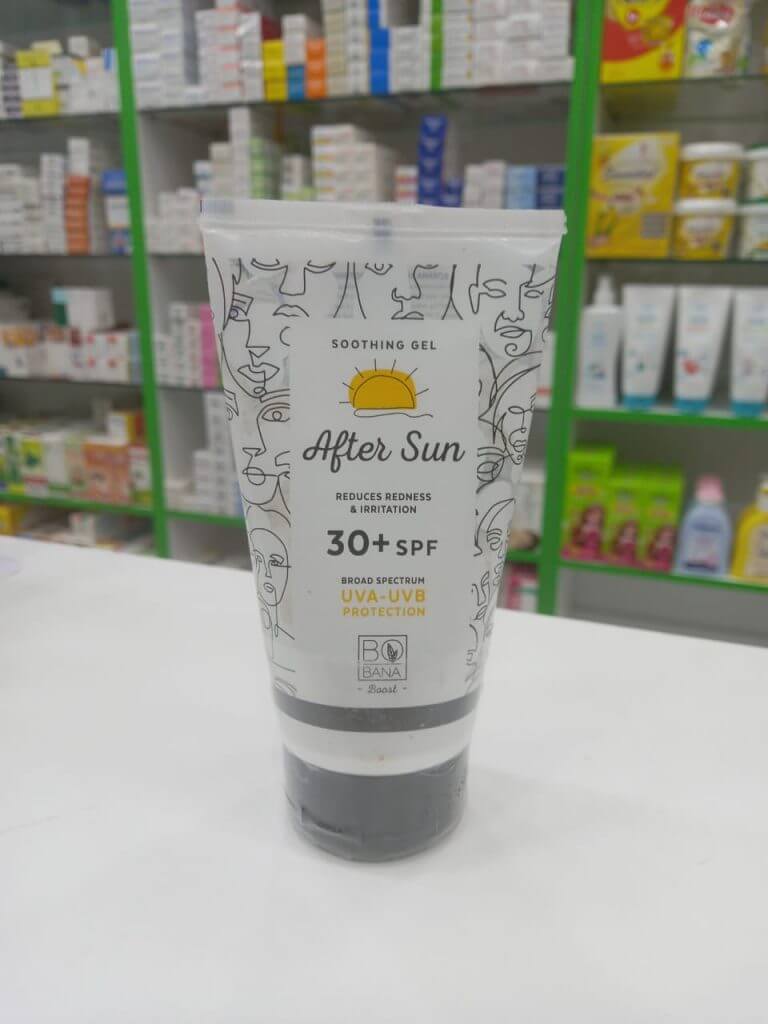 SOOTHING GEL
After Sun
REDUCES REDNESS
& IRRITATION
30+ SPF
BROAD SPECTRUM
UVA-UVB
PROTECTION
BO
BANA
- Boost -